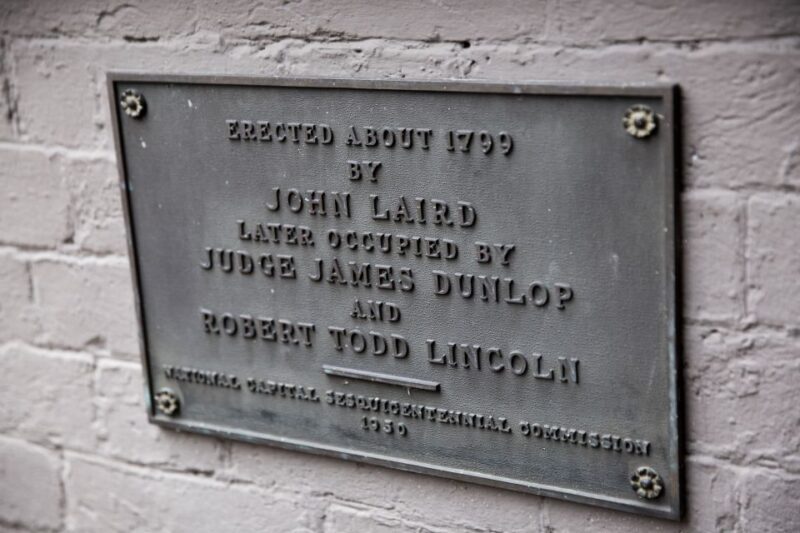 ERECTED ABOUT 1799
BY
JOHN LAIRD
LATER OCCUPIED BY
JUDGE JAMES DUNLOP
AND
ROBERT TODD LINCOLN
NATIONAL CAPITAL SESQUICENTENNIAL COMMISSION
1950